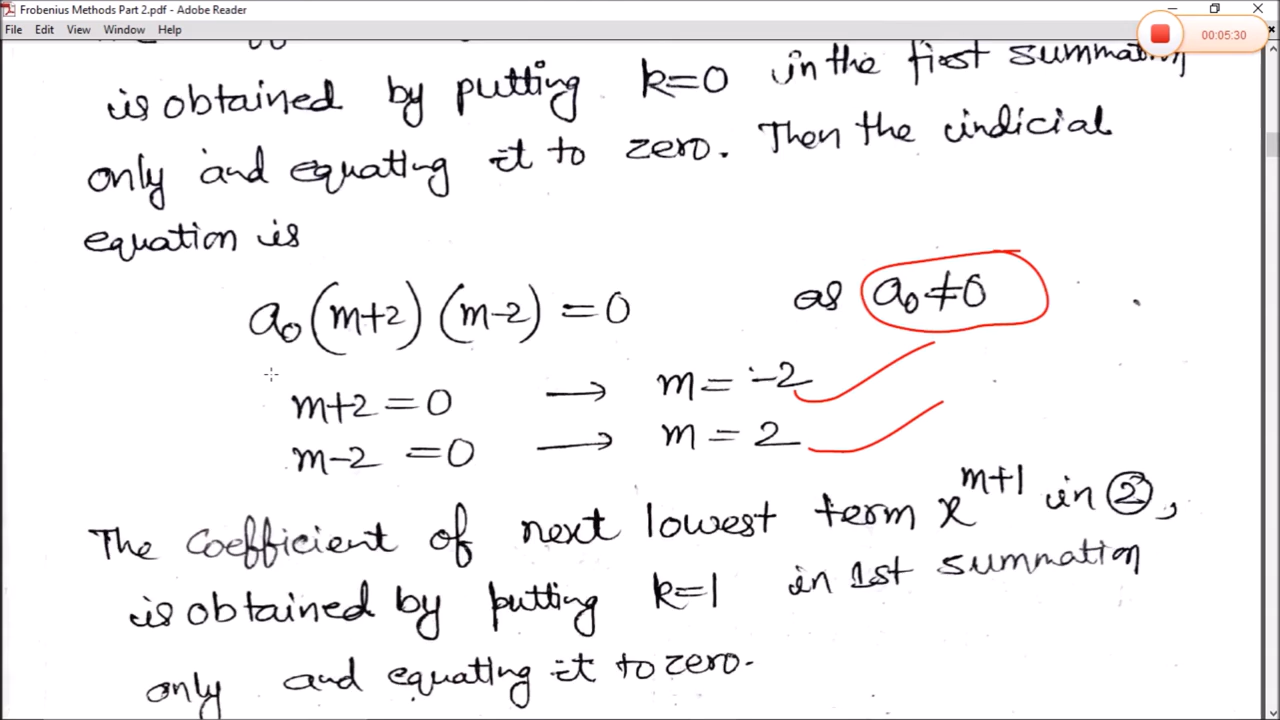 Frobenius Methods Part 2.pdf - Adobe Reader
File Edit View Window Help
00:05:30
is obtained by putting k=0 in the first summation
only and equating it to zero. Then the indicial
equation is
a₀(m+2)(m-2) = 0 as a₀≠0
m+2 = 0 → m = -2
m-2 = 0 → m = 2
The coefficient of next lowest term x^{m+1} in ②,
is obtained by putting k=1 in 1st summation
only and equating it to zero.